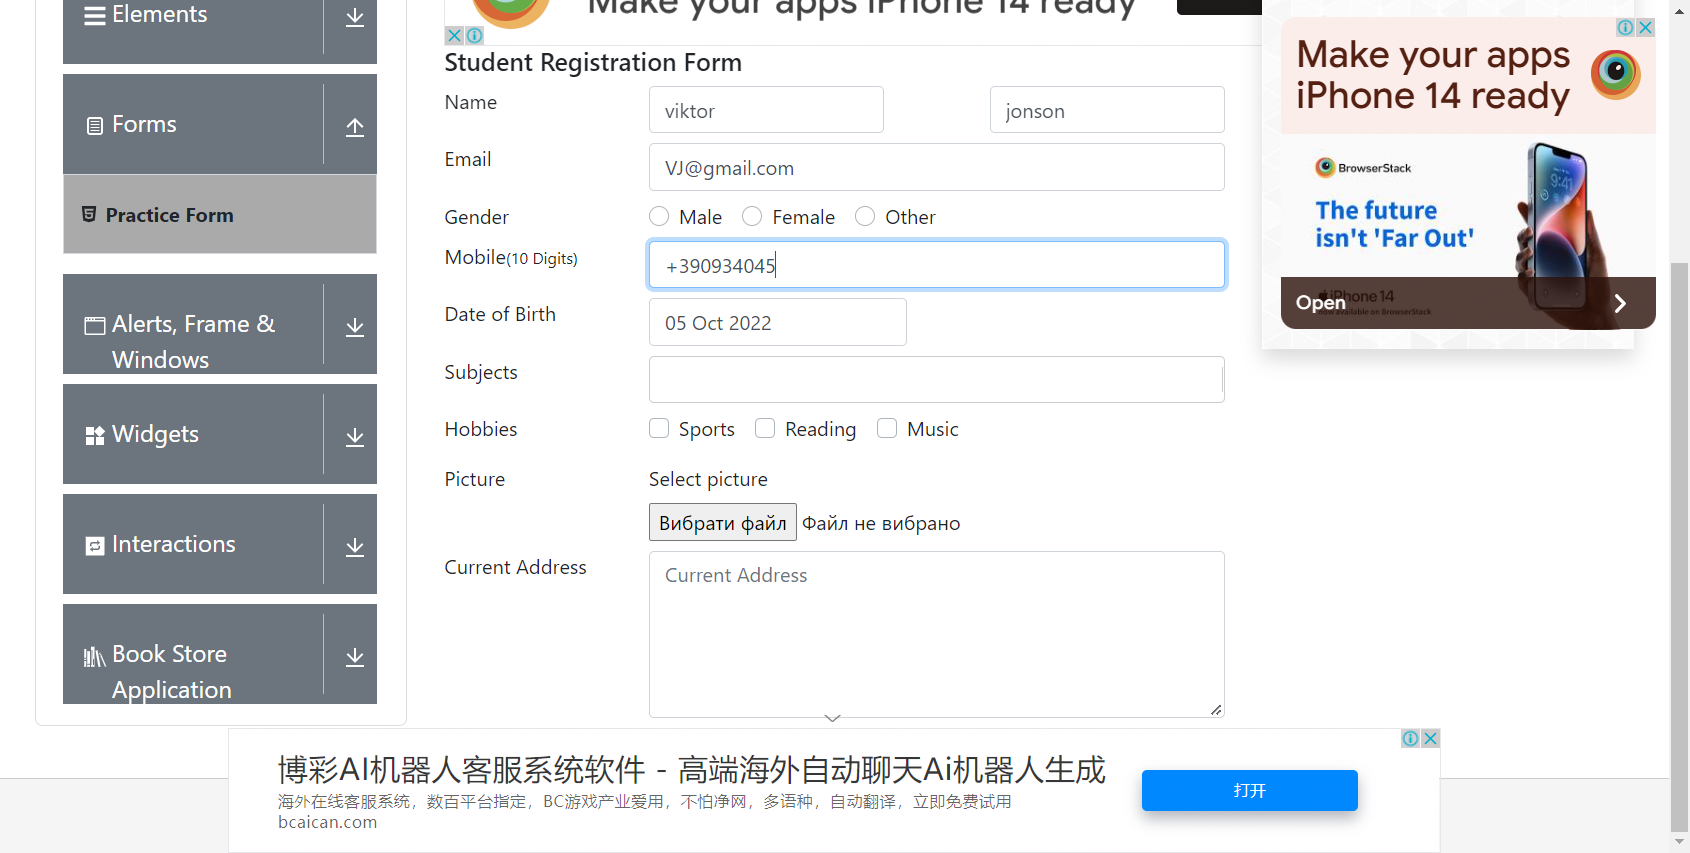 Elements
Forms
Practice Form
Alerts, Frame &
Windows
Widgets
Interactions
Book Store
Application
Make your apps iPhone 14 ready
Student Registration Form
Name
viktor
jonson
Email
VJ@gmail.com
Gender
Male
Female
Other
Mobile(10 Digits)
+390934045
Date of Birth
05 Oct 2022
Subjects
Hobbies
Sports
Reading
Music
Picture
Select picture
Вибрати файл
Файл не вибрано
Current Address
Current Address
Make your apps
iPhone 14 ready
BrowserStack
9:41
The future
isn't 'Far Out'
Open
iPhone 14
now available on BrowserStack
博彩AI机器人客服系统软件 - 高端海外自动聊天Ai机器人生成
海外在线客服系统，数百平台指定，BC游戏产业爱用，不怕净网，多语种，自动翻译，立即免费试用
bcaican.com
打开